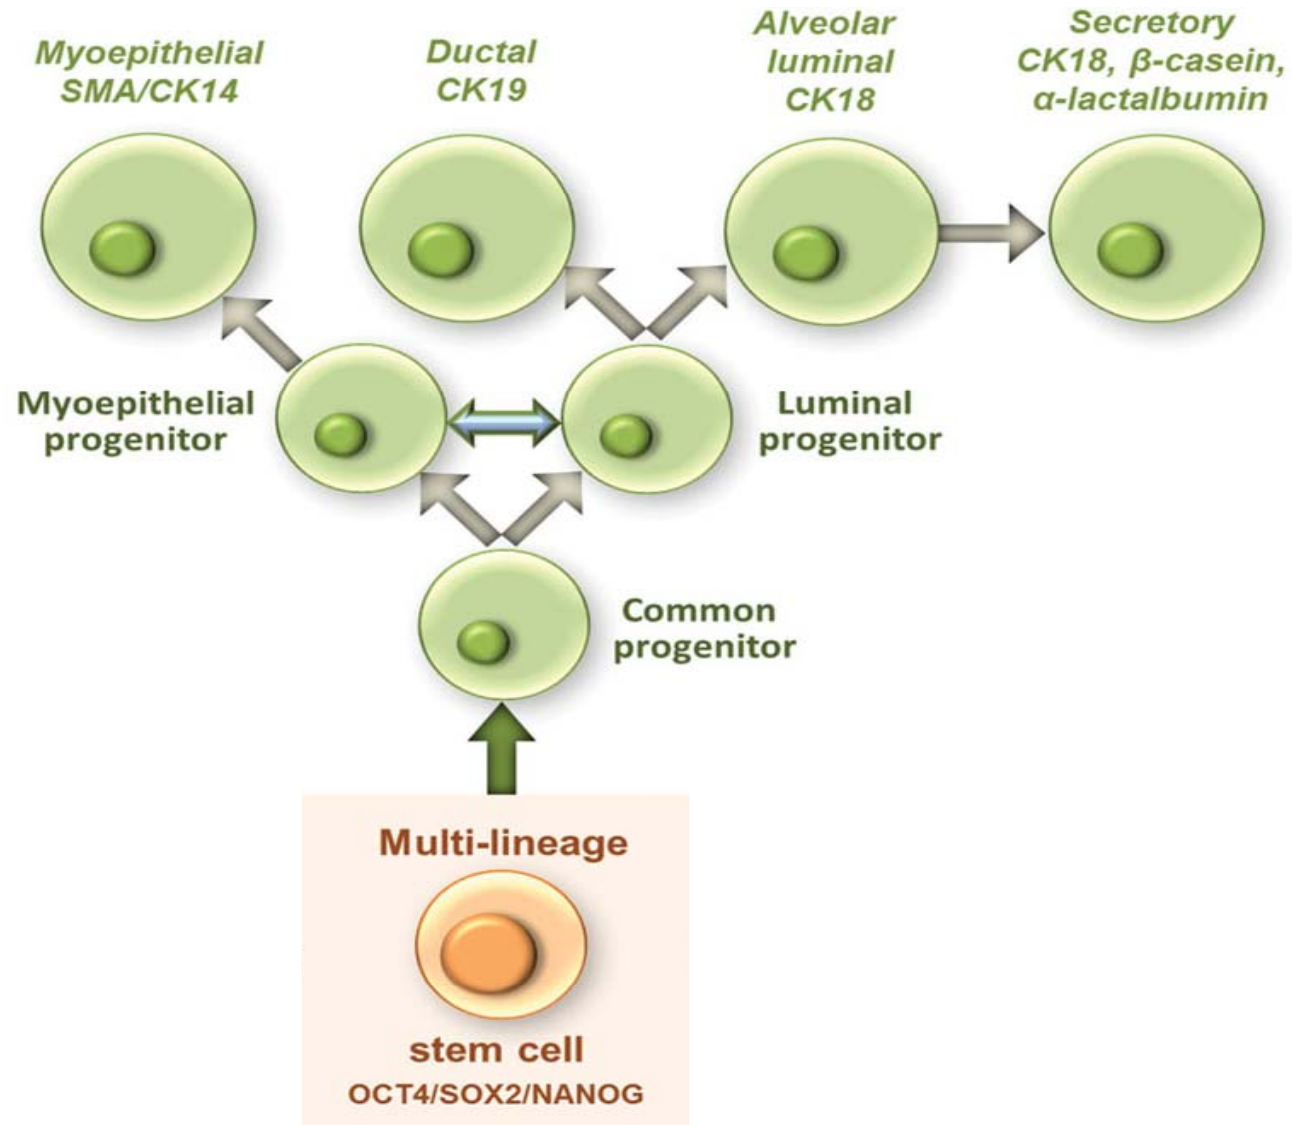 Myoepithelial
SMA/CK14
Ductal
CK19
Alveolar
luminal
CK18
Secretory
CK18, β-casein,
α-lactalbumin
Myoepithelial
progenitor
Luminal
progenitor
Common
progenitor
Multi-lineage
stem cell
OCT4/SOX2/NANOG